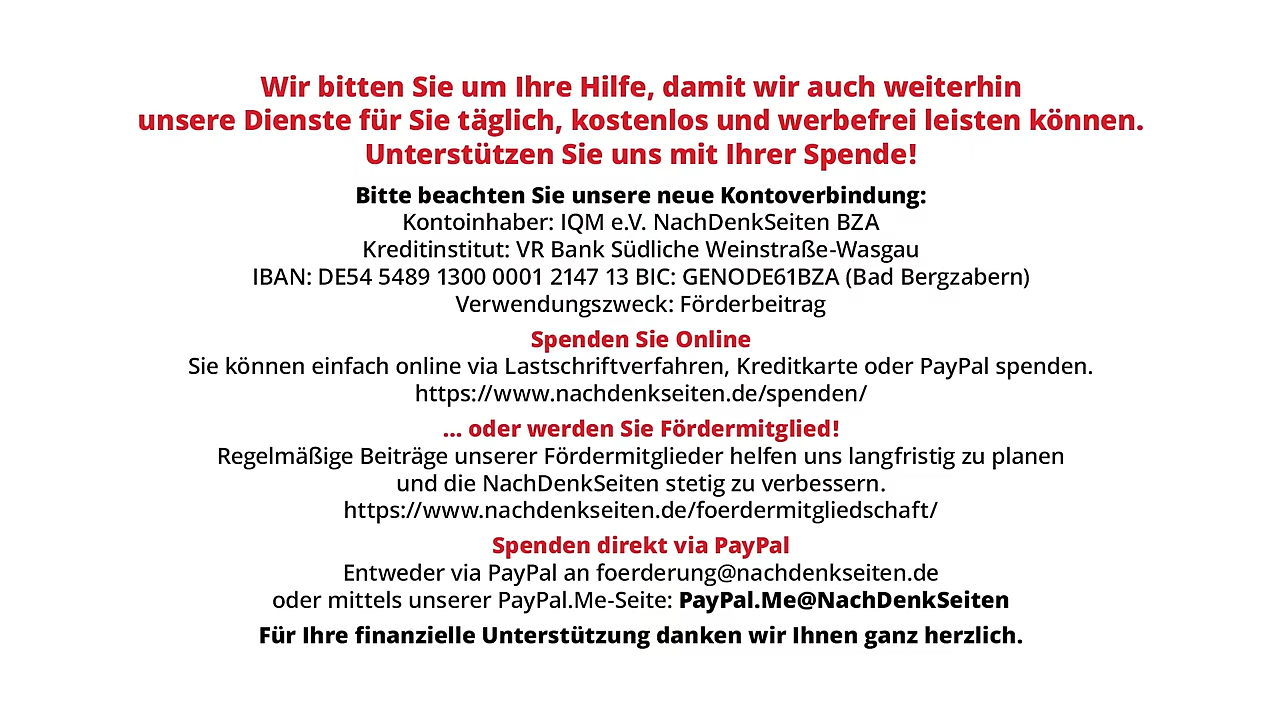 Wir bitten Sie um Ihre Hilfe, damit wir auch weiterhin
unsere Dienste für Sie täglich, kostenlos und werbefrei leisten können.
Unterstützen Sie uns mit Ihrer Spende!
Bitte beachten Sie unsere neue Kontoverbindung:
Kontoinhaber: IQM e.V. NachDenkSeiten BZA
Kreditinstitut: VR Bank Südliche Weinstraße-Wasgau
IBAN: DE54 5489 1300 0001 2147 13 BIC: GENODE61BZA (Bad Bergzabern)
Verwendungszweck: Förderbeitrag
Spenden Sie Online
Sie können einfach online via Lastschriftverfahren, Kreditkarte oder PayPal spenden.
https://www.nachdenkseiten.de/spenden/
... oder werden Sie Fördermitglied!
Regelmäßige Beiträge unserer Fördermitglieder helfen uns langfristig zu planen
und die NachDenkSeiten stetig zu verbessern.
https://www.nachdenkseiten.de/foerdermitgliedschaft/
Spenden direkt via PayPal
Entweder via PayPal an foerderung@nachdenkseiten.de
oder mittels unserer PayPal.Me-Seite: PayPal.Me@NachDenkSeiten
Für Ihre finanzielle Unterstützung danken wir Ihnen ganz herzlich.